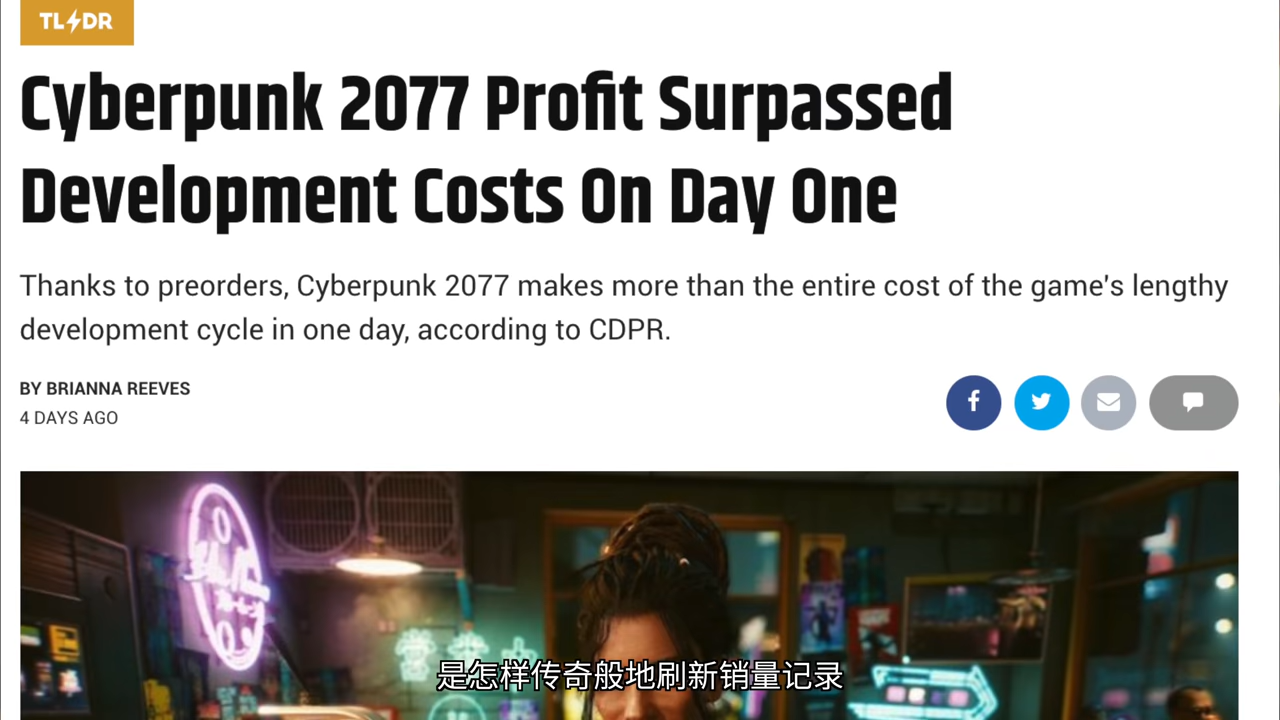 TL DR
Cyberpunk 2077 Profit Surpassed
Development Costs On Day One
Thanks to preorders, Cyberpunk 2077 makes more than the entire cost of the game's lengthy
development cycle in one day, according to CDPR.
BY BRIANNA REEVES
4 DAYS AGO
是怎样传奇般地刷新销量记录